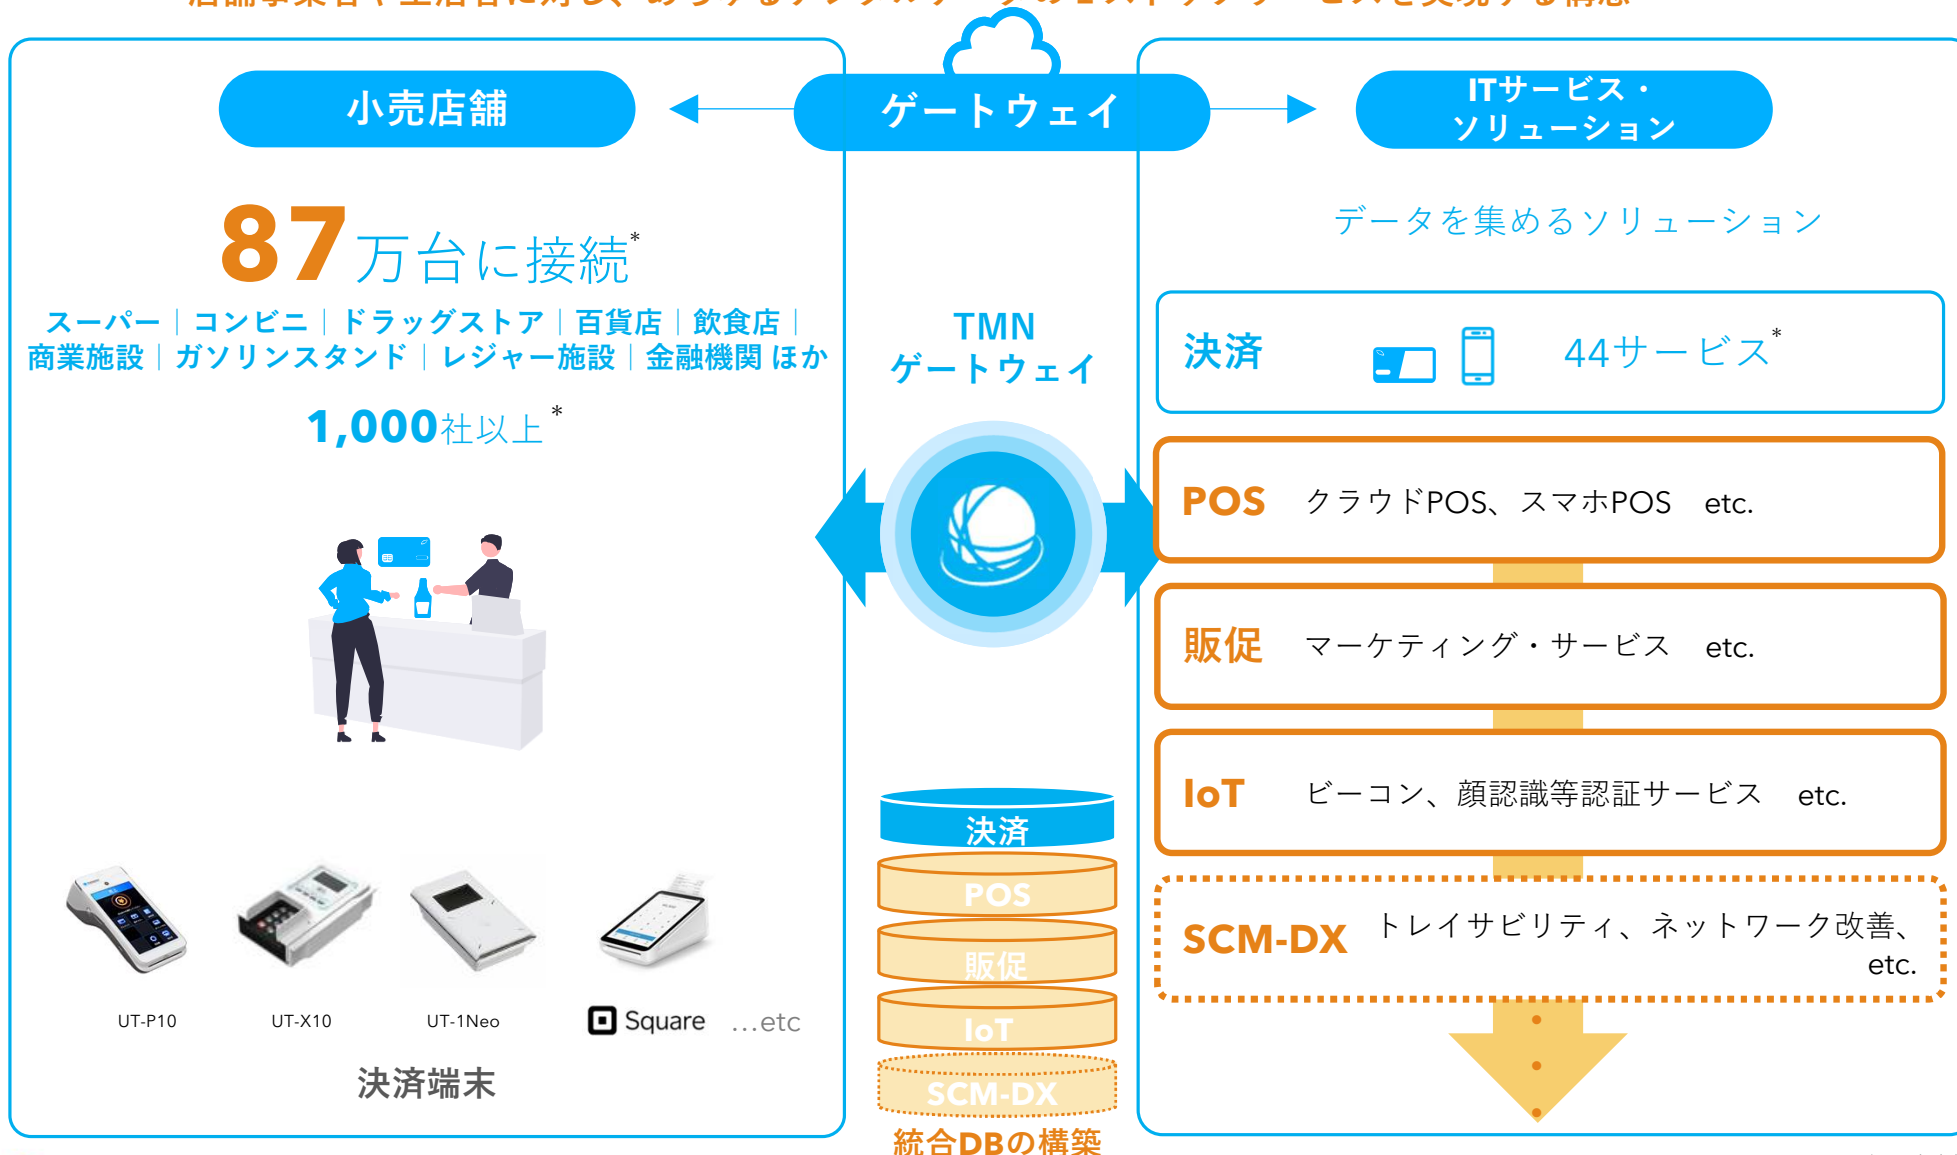 小売店舗
ゲートウェイ
ITサービス・
ソリューション
87万台に接続*
スーパー｜コンビニ｜ドラッグストア｜百貨店｜飲食店｜
商業施設｜ガソリンスタンド｜レジャー施設｜金融機関 ほか
1,000社以上*
UT-P10
UT-X10
UT-1Neo
Square
...etc
決済端末
TMN
ゲートウェイ
決済
POS
販促
IoT
SCM-DX
統合DBの構築
データを集めるソリューション
決済 44サービス*
POS クラウドPOS、スマホPOS etc.
販促 マーケティング・サービス etc.
IoT ビーコン、顔認識等認証サービス etc.
SCM-DX トレイサビリティ、ネットワーク改善、
etc.